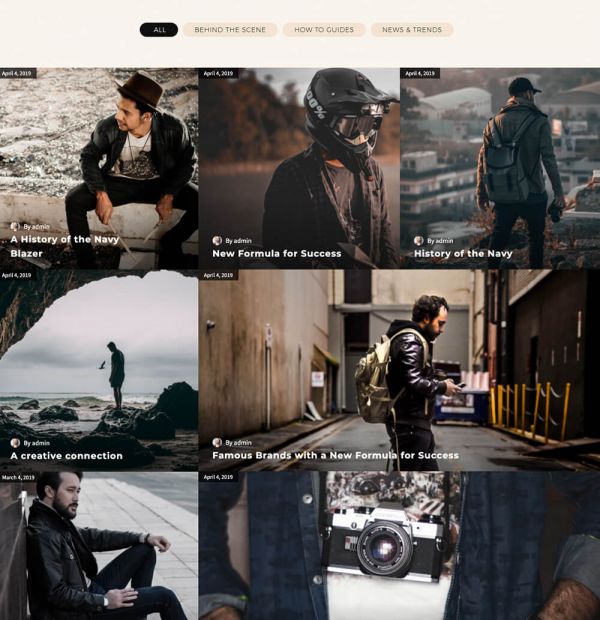 ALL
BEHIND THE SCENE
HOW TO GUIDES
NEWS & TRENDS
April 4, 2019
By admin
A History of the Navy
Blazer
April 4, 2019
100%
By admin
New Formula for Success
April 4, 2019
By admin
History of the Navy
April 4, 2019
By admin
A creative connection
April 4, 2019
By admin
Famous Brands with a New Formula for Success
March 4, 2019
April 4, 2019